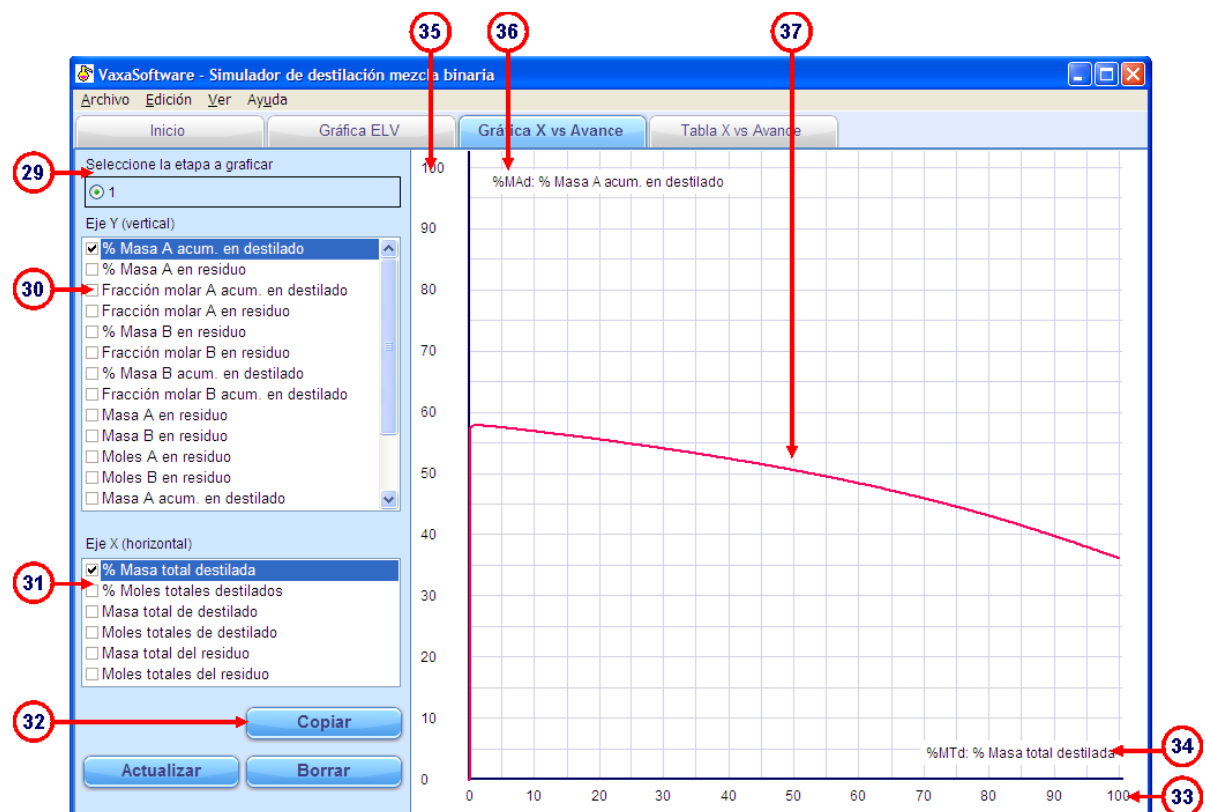 35 36 37
VaxaSoftware - Simulador de destilación mezcla binaria
Archivo Edición Ver Ayuda
Inicio Gráfica ELV Gráfica X vs Avance Tabla X vs Avance
29
Seleccione la etapa a graficar
1
Eje Y (vertical)
% Masa A acum. en destilado
% Masa A en residuo
30
Fracción molar A acum. en destilado
Fracción molar A en residuo
% Masa B en residuo
Fracción molar B en residuo
% Masa B acum. en destilado
Fracción molar B acum. en destilado
Masa A en residuo
Masa B en residuo
Moles A en residuo
Moles B en residuo
Masa A acum. en destilado
Eje X (horizontal)
% Masa total destilada
31
% Moles totales destilados
Masa total de destilado
Moles totales de destilado
Masa total del residuo
Moles totales del residuo
32
Copiar
Actualizar Borrar
%MAd: % Masa A acum. en destilado
100
90
80
70
60
50
40
30
20
10
0
%MTd: % Masa total destilada
34
0 10 20 30 40 50 60 70 80 90 100
33